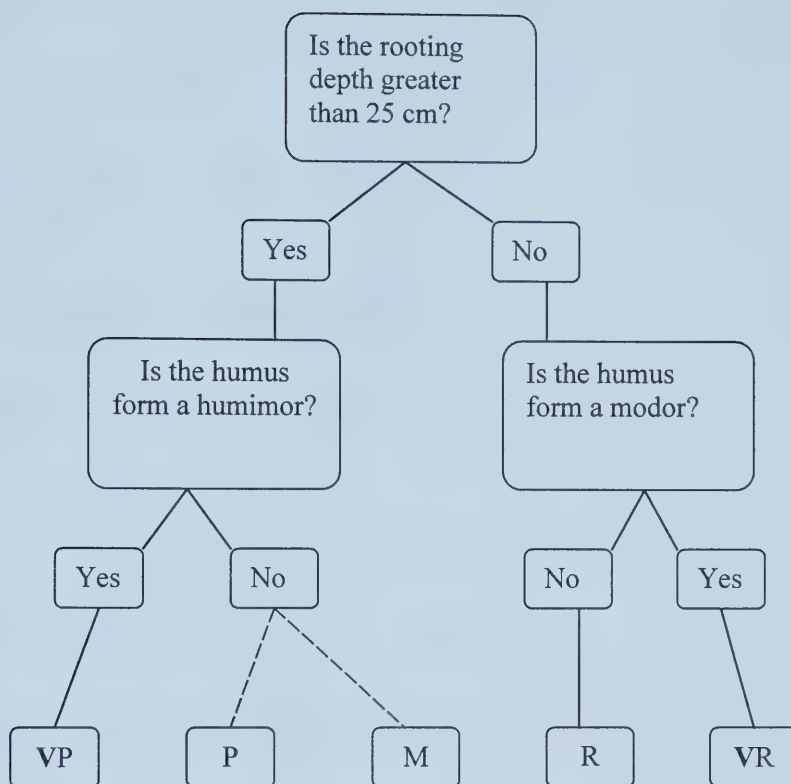 Is the rooting
depth greater
than 25 cm?
Yes
No
Is the humus
form a humimor?
Is the humus
form a modor?
Yes
No
No
Yes
VP
P
M
R
VR